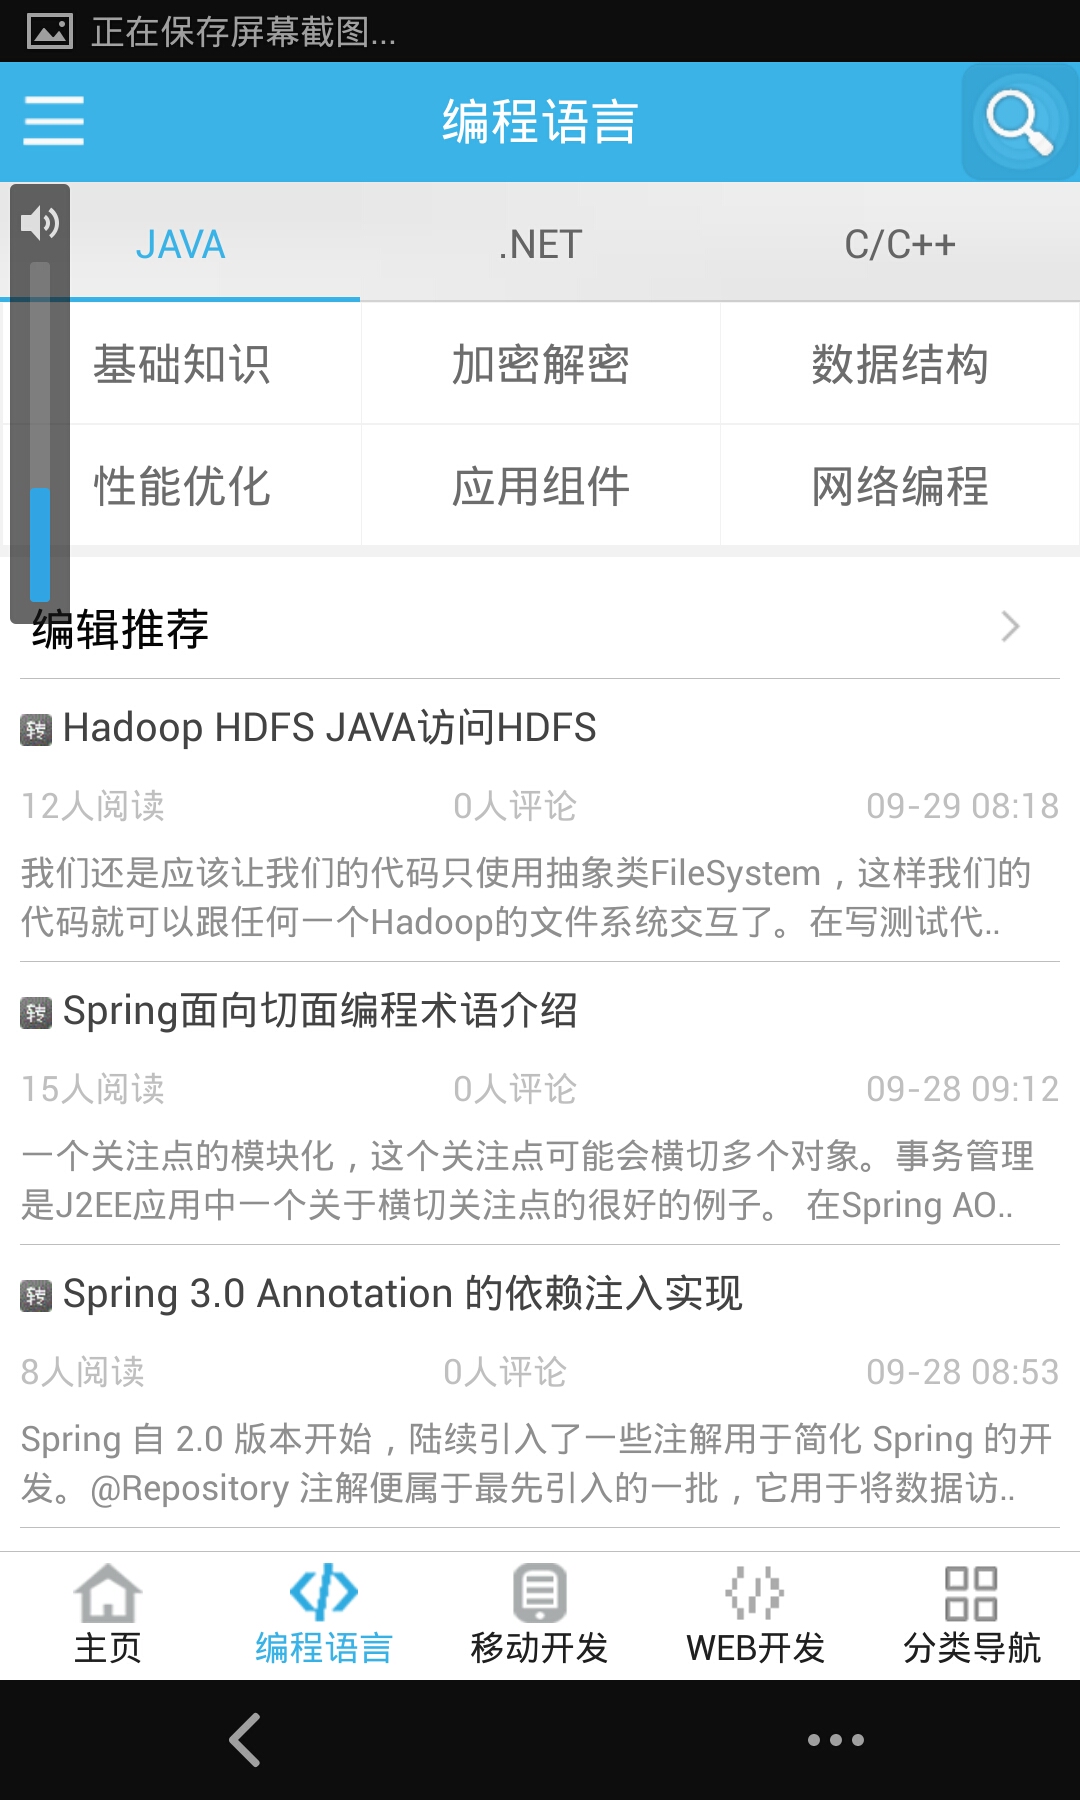 正在保存屏幕截图...
编程语言
JAVA .NET C/C++
基础知识 加密解密 数据结构
性能优化 应用组件 网络编程
编辑推荐
转 Hadoop HDFS JAVA访问HDFS
12人阅读 0人评论 09-29 08:18
我们还是应该让我们的代码只使用抽象类FileSystem，这样我们的
代码就可以跟任何一个Hadoop的文件系统交互了。在写测试代..
转 Spring面向切面编程术语介绍
15人阅读 0人评论 09-28 09:12
一个关注点的模块化，这个关注点可能会横切多个对象。事务管理
是J2EE应用中一个关于横切关注点的很好的例子。 在Spring AO..
转 Spring 3.0 Annotation 的依赖注入实现
8人阅读 0人评论 09-28 08:53
Spring 自 2.0 版本开始，陆续引入了一些注解用于简化 Spring 的开
发。@Repository 注解便属于最先引入的一批，它用于将数据访..
主页 编程语言 移动开发 WEB开发 分类导航